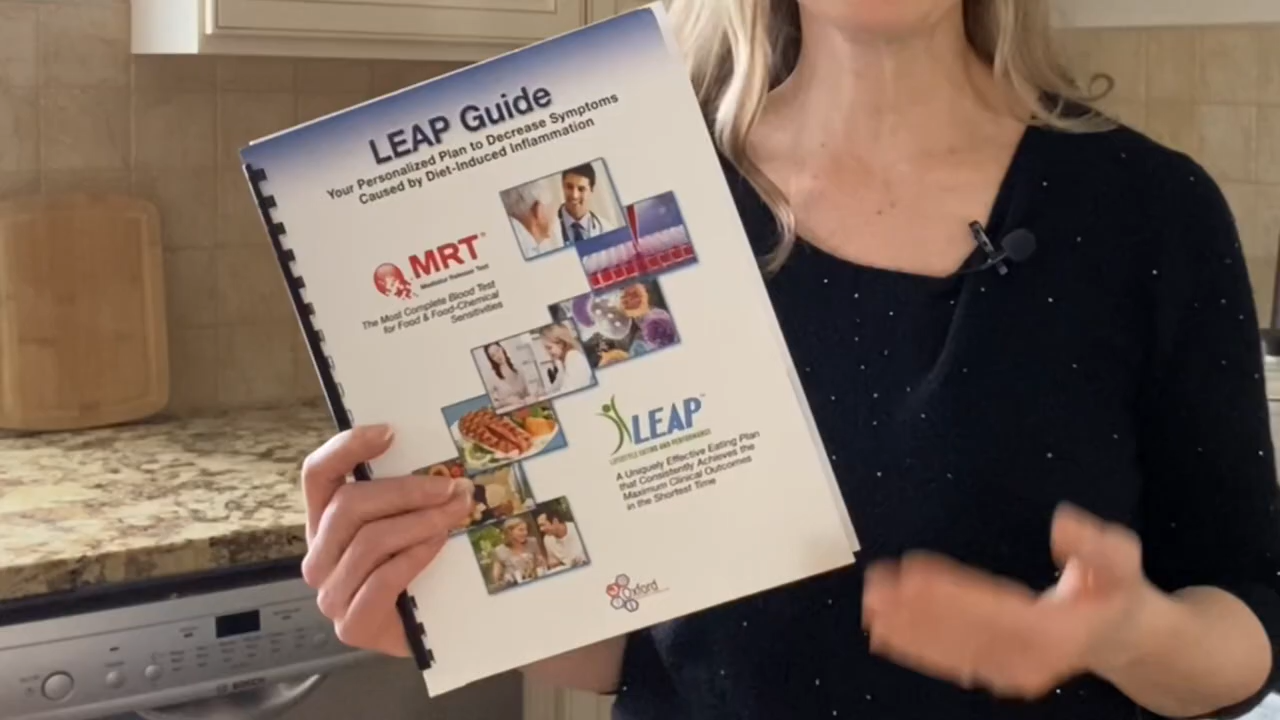 LEAP Guide
Your Personalized Plan to Decrease Symptoms
Caused by Diet-Induced Inflammation
MRT®
Mediator Release Test
The Most Complete Blood Test
for Food & Food-Chemical
Sensitivities
LEAP™
LIFESTYLE EATING AND PERFORMANCE
A Uniquely Effective Eating Plan
that Consistently Achieves the
Maximum Clinical Outcomes
in the Shortest Time
Oxford
BOSCH